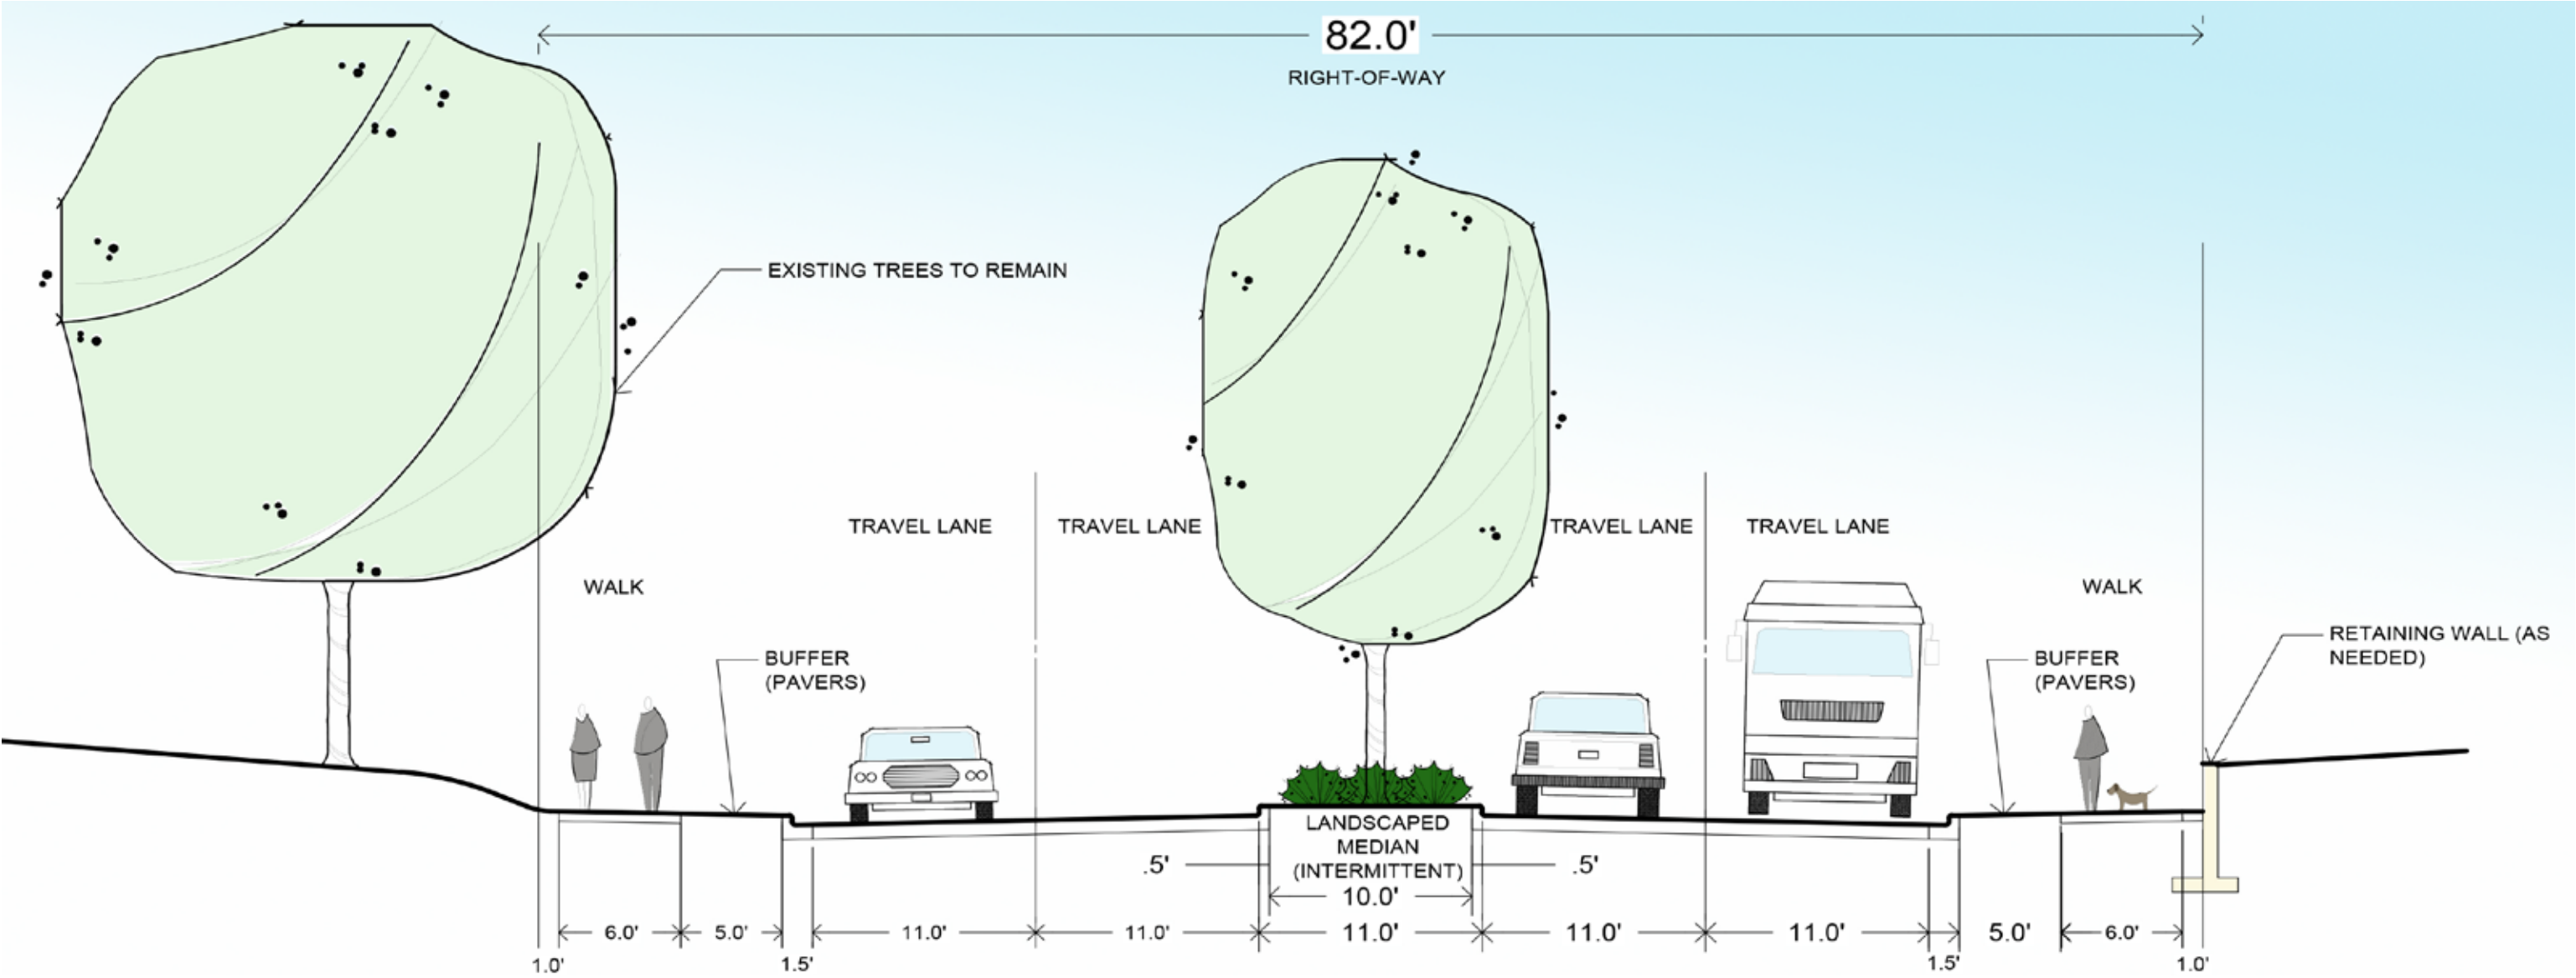 82.0'
RIGHT-OF-WAY
EXISTING TREES TO REMAIN
TRAVEL LANE
TRAVEL LANE
TRAVEL LANE
TRAVEL LANE
WALK
WALK
BUFFER
(PAVERS)
BUFFER
(PAVERS)
RETAINING WALL (AS
NEEDED)
LANDSCAPED
MEDIAN
(INTERMITTENT)
.5'
.5'
10.0'
6.0'
5.0'
11.0'
11.0'
11.0'
11.0'
11.0'
5.0'
6.0'
1.0'
1.5'
1.5'
1.0'